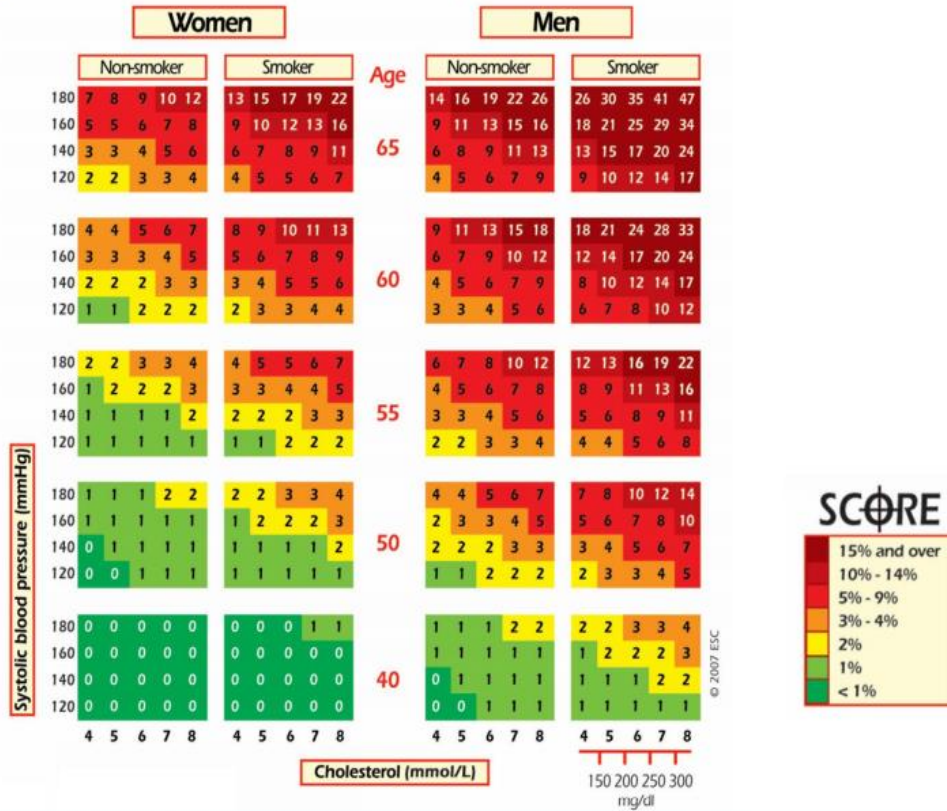 Women Men
Non-smoker Smoker Age Non-smoker Smoker
180 7 8 9 10 12 13 15 17 19 22 14 16 19 22 26 26 30 35 41 47
160 5 5 6 7 8 9 10 12 13 16 9 11 13 15 16 18 21 25 29 34
65
140 3 3 4 5 6 6 7 8 9 11 6 8 9 11 13 13 15 17 20 24
120 2 2 3 3 4 4 5 5 6 7 4 5 6 7 9 9 10 12 14 17
180 4 4 5 6 7 8 9 10 11 13 9 11 13 15 18 18 21 24 28 33
160 3 3 3 4 5 5 6 7 8 9 6 7 9 10 12 12 14 17 20 24
60
140 2 2 2 3 3 3 4 5 5 6 4 5 6 7 9 8 10 12 14 17
120 1 1 2 2 2 2 3 3 4 4 3 3 4 5 6 6 7 8 10 12
180 2 2 3 3 4 4 5 5 6 7 6 7 8 10 12 12 13 16 19 22
160 1 2 2 2 3 3 3 4 4 5 4 5 6 7 8 8 9 11 13 16
55
140 1 1 1 1 2 2 2 2 3 3 3 3 4 5 6 5 6 8 9 11
120 1 1 1 1 1 1 1 2 2 2 2 2 3 3 4 4 4 5 6 8
180 1 1 1 2 2 2 2 3 3 4 4 4 5 6 7 7 8 10 12 14
160 1 1 1 1 1 1 2 2 2 3 2 3 3 4 5 5 6 7 8 10
50
140 0 1 1 1 1 1 1 1 1 2 2 2 2 3 3 3 4 5 6 7
120 0 0 1 1 1 1 1 1 1 1 1 1 2 2 2 2 3 3 4 5
180 0 0 0 0 0 0 0 0 1 1 1 1 1 2 2 2 2 3 3 4
160 0 0 0 0 0 0 0 0 0 0 1 1 1 1 1 1 2 2 2 3
40
140 0 0 0 0 0 0 0 0 0 0 0 1 1 1 1 1 1 1 2 2
120 0 0 0 0 0 0 0 0 0 0 0 0 1 1 1 1 1 1 1 1
4 5 6 7 8 4 5 6 7 8 4 5 6 7 8 4 5 6 7 8
Systolic blood pressure (mmHg)
Cholesterol (mmol/L)
150 200 250 300
mg/dl
© 2007 ESC
SCORE
15% and over
10% - 14%
5% - 9%
3% - 4%
2%
1%
< 1%